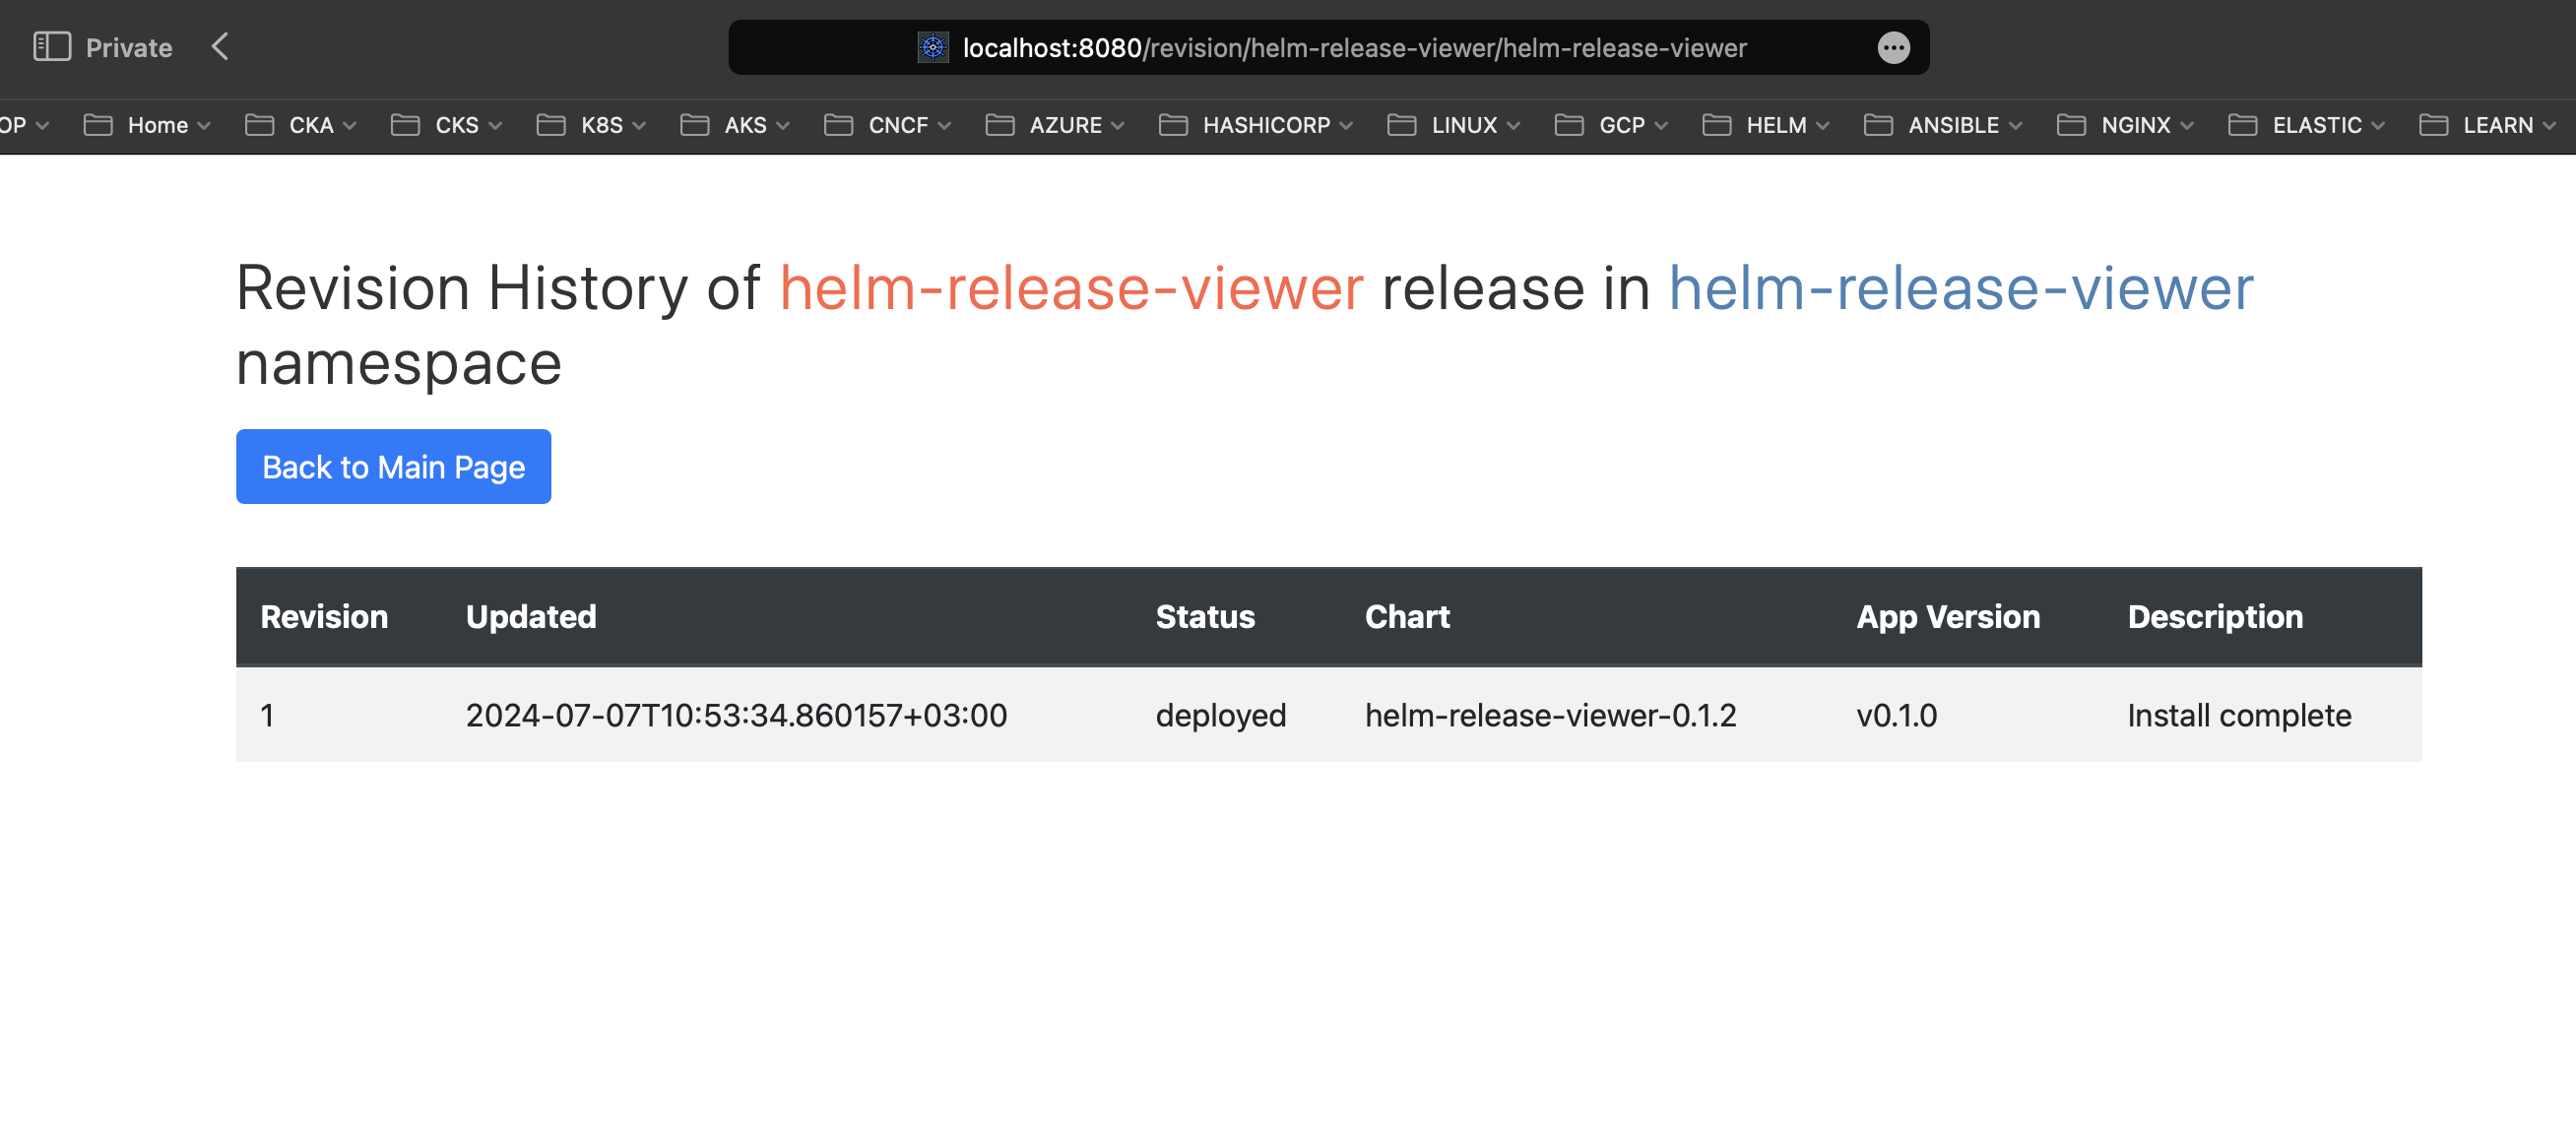 Private
localhost:8080/revision/helm-release-viewer/helm-release-viewer
OP Home CKA CKS K8S AKS CNCF AZURE HASHICORP LINUX GCP HELM ANSIBLE NGINX ELASTIC LEARN
Revision History of helm-release-viewer release in helm-release-viewer
namespace
Back to Main Page
Revision Updated Status Chart App Version Description
1 2024-07-07T10:53:34.860157+03:00 deployed helm-release-viewer-0.1.2 v0.1.0 Install complete